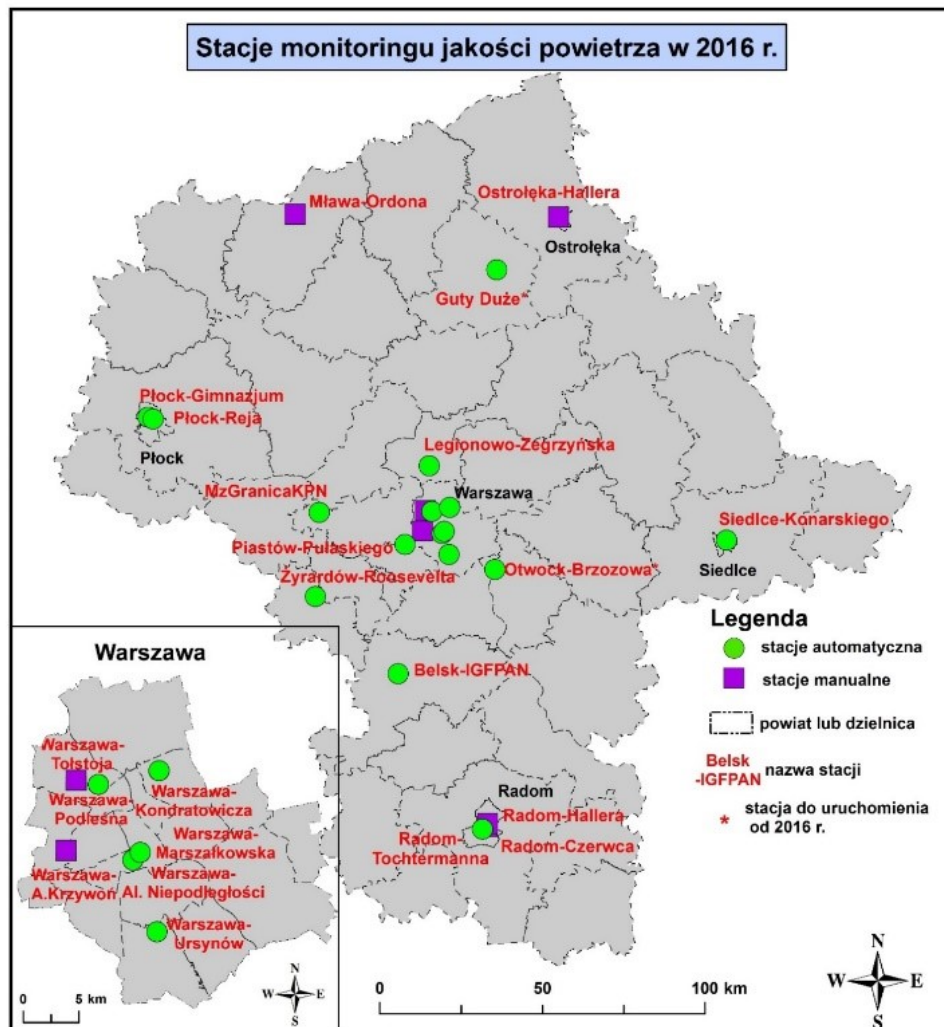 Stacje monitoringu jakości powietrza w 2016 r.
Mława-Ordona
Ostrołęka-Hallera
Ostrołęka
Guty Duże*
Płock-Gimnazjum
Płock-Reja
Płock
Legionowo-Zegrzyńska
MzGranicaKPN
Warszawa
Siedlce-Konarskiego
Piastów-Pułaskiego
Otwock-Brzozowa*
Siedlce
Żyrardów-Roosevelta
Belsk-IGFPAN
Legenda
stacje automatyczna
stacje manualne
powiat lub dzielnica
Belsk
-IGFPAN
nazwa stacji
* stacja do uruchomienia
od 2016 r.
Radom
Radom-Hallera
Radom-
Tochtermanna
Radom-Czerwca
0 50 100 km
N
W E
S
Warszawa
Warszawa-
Tołstoja
Warszawa-
Podleśna
Warszawa-
Kondratowicza
Warszawa-
Marszałkowska
Warszawa-
A.Krzywoń
Warszawa-
Al. Niepodległości
Warszawa-
Ursynów
0 5 km
N
W E
S